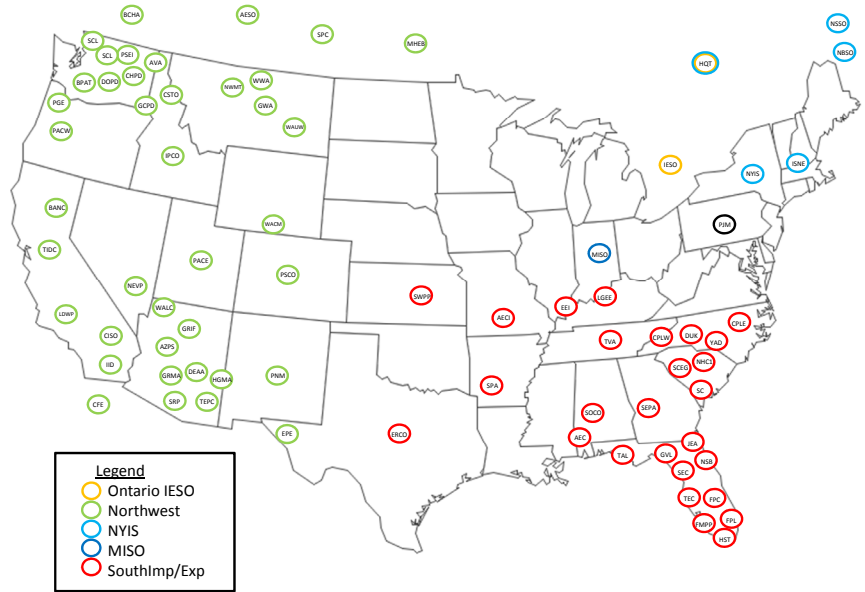 BCHA
AESO
SPC
MHEB
NSSO
NBSO
HQT
SCL
SCL
PSEI
AVA
BPAT
DOPD
CHPD
CSTO
GCPD
PGE
PACW
NWMT
WWA
GWA
WAUW
IPCO
IESO
NYIS
ISNE
PJM
BANC
TIDC
WACM
PACE
PSCO
NEVP
MISO
SWPP
EEI
LGEE
AECI
LDWP
WALC
GRIF
CISO
AZPS
IID
CFE
GRMA
DEAA
HGMA
SRP
TEPC
PNM
EPE
ERCO
SPA
TVA
CPLW
DUK
YAD
CPLE
SCEG
NHC1
SC
SOCO
SEPA
AEC
TAL
GVL
JEA
NSB
SEC
TEC
FPC
FMPP
FPL
HST
Legend
Ontario IESO
Northwest
NYIS
MISO
SouthImp/Exp